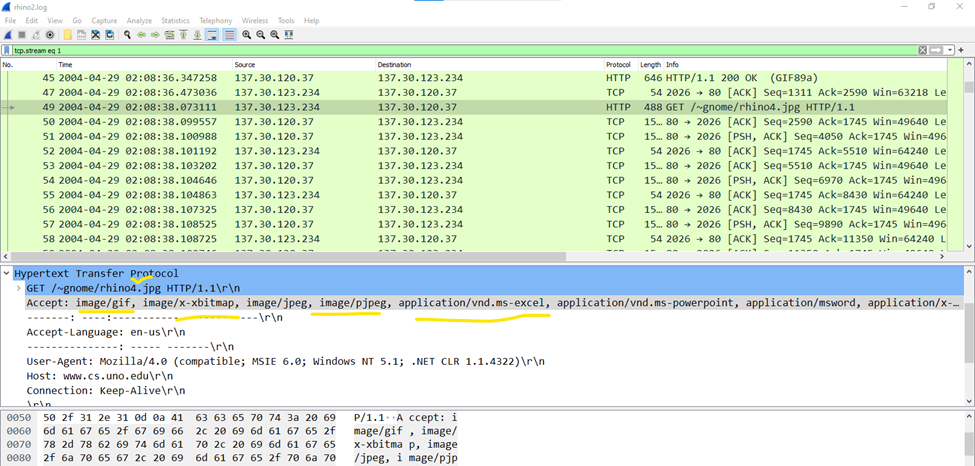 rhino2.log
File Edit View Go Capture Analyze Statistics Telephony Wireless Tools Help
tcp.stream eq 1
No. Time Source Destination Protocol Length Info
45 2004-04-29 02:08:36.347258 137.30.120.37 137.30.123.234 HTTP 646 HTTP/1.1 200 OK (GIF89a)
47 2004-04-29 02:08:36.473036 137.30.123.234 137.30.120.37 TCP 54 2026 → 80 [ACK] Seq=1311 Ack=2590 Win=63218 Le
49 2004-04-29 02:08:38.073111 137.30.123.234 137.30.120.37 HTTP 488 GET /~gnome/rhino4.jpg HTTP/1.1
50 2004-04-29 02:08:38.099557 137.30.120.37 137.30.123.234 TCP 15… 80 → 2026 [ACK] Seq=2590 Ack=1745 Win=49640 Le
51 2004-04-29 02:08:38.100988 137.30.120.37 137.30.123.234 TCP 15… 80 → 2026 [PSH, ACK] Seq=4050 Ack=1745 Win=496
52 2004-04-29 02:08:38.101192 137.30.123.234 137.30.120.37 TCP 54 2026 → 80 [ACK] Seq=1745 Ack=5510 Win=64240 Le
53 2004-04-29 02:08:38.103202 137.30.120.37 137.30.123.234 TCP 15… 80 → 2026 [ACK] Seq=5510 Ack=1745 Win=49640 Le
54 2004-04-29 02:08:38.104646 137.30.120.37 137.30.123.234 TCP 15… 80 → 2026 [PSH, ACK] Seq=6970 Ack=1745 Win=496
55 2004-04-29 02:08:38.104863 137.30.123.234 137.30.120.37 TCP 54 2026 → 80 [ACK] Seq=1745 Ack=8430 Win=64240 Le
56 2004-04-29 02:08:38.107325 137.30.120.37 137.30.123.234 TCP 15… 80 → 2026 [ACK] Seq=8430 Ack=1745 Win=49640 Le
57 2004-04-29 02:08:38.108525 137.30.120.37 137.30.123.234 TCP 15… 80 → 2026 [PSH, ACK] Seq=9890 Ack=1745 Win=496
58 2004-04-29 02:08:38.108725 137.30.123.234 137.30.120.37 TCP 54 2026 → 80 [ACK] Seq=1745 Ack=11350 Win=64240 L
Hypertext Transfer Protocol
GET /~gnome/rhino4.jpg HTTP/1.1\r\n
Accept: image/gif, image/x-xbitmap, image/jpeg, image/pjpeg, application/vnd.ms-excel, application/vnd.ms-powerpoint, application/msword, application/x-…
-------: ----:----------- ------- ---\r\n
Accept-Language: en-us\r\n
---------------: ----- -------\r\n
User-Agent: Mozilla/4.0 (compatible; MSIE 6.0; Windows NT 5.1; .NET CLR 1.1.4322)\r\n
Host: www.cs.uno.edu\r\n
Connection: Keep-Alive\r\n
\r\n
0050 50 2f 31 2e 31 0d 0a 41 63 63 65 70 74 3a 20 69 P/1.1··A ccept: i
0060 6d 61 67 65 2f 67 69 66 2c 20 69 6d 61 67 65 2f mage/gif , image/
0070 78 2d 78 62 69 74 6d 61 70 2c 20 69 6d 61 67 65 x-xbitma p, image
0080 2f 6a 70 65 67 2c 20 69 6d 61 67 65 2f 70 6a 70 /jpeg, i mage/pjp